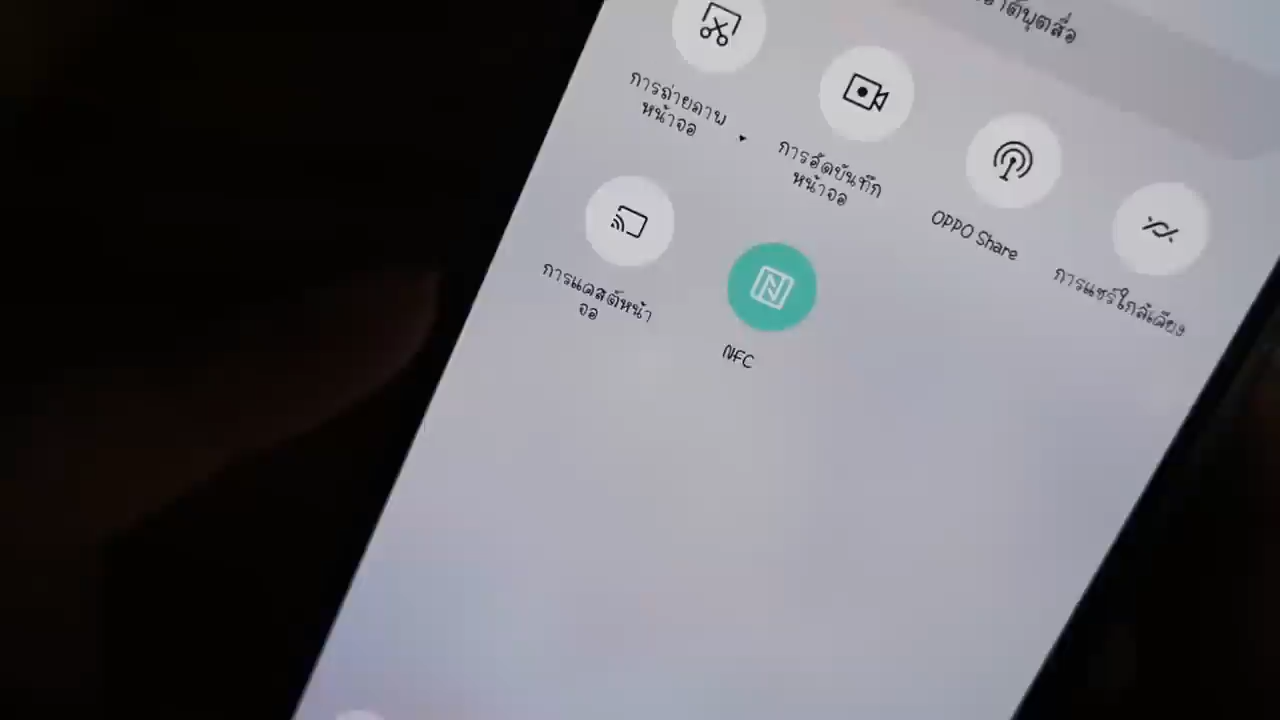 การถ่ายภาพ
หน้าจอ
การอัดบันทึก
หน้าจอ
OPPO Share
การแชร์ใกล้เคียง
การแคสต์หน้า
จอ
NFC